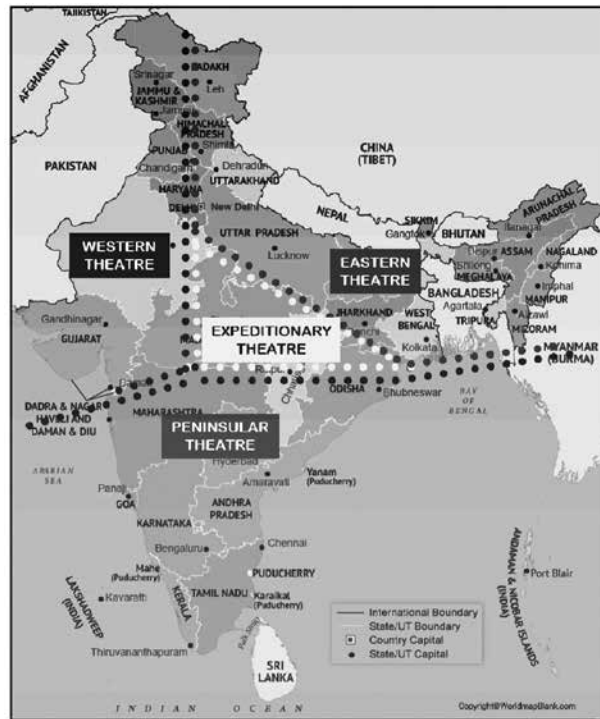 TAJIKISTAN
AFGHANISTAN
LADAKH
Srinagar
JAMMU &
KASHMIR
Leh
HIMACHAL
PRADESH
PUNJAB
Shimla
Chandigarh
Dehradun
PAKISTAN
UTTARAKHAND
HARYANA
DELHI
New Delhi
CHINA
(TIBET)
NEPAL
SIKKIM
Gangtok
BHUTAN
ARUNACHAL
PRADESH
Itanagar
WESTERN
THEATRE
UTTAR PRADESH
Lucknow
EASTERN
THEATRE
Dispur
ASSAM
NAGALAND
Shillong
Kohima
MEGHALAYA
Imphal
MANIPUR
BANGLADESH
Agartala
Aizawl
TRIPURA
MIZORAM
Gandhinagar
GUJARAT
EXPEDITIONARY
THEATRE
JHARKHAND
WEST
BENGAL
Kolkata
MYANMAR
(BURMA)
ODISHA
Bhubneswar
BAY
OF
BENGAL
DADRA & NAGAR
HAVELI AND
DAMAN & DIU
MAHARASHTRA
PENINSULAR
THEATRE
ARABIAN
SEA
Hyderbad
Amaravati
Yanam
(Puducherry)
Panaji
GOA
ANDHRA
PRADESH
KARNATAKA
Bengaluru
Chennai
Mahe
(Puducherry)
PUDUCHERRY
LAKSHADWEEP
(INDIA)
Kavaratti
KERALA
TAMIL NADU
Karaikal
(Puducherry)
Thiruvananthapuram
Palk Strait
SRI
LANKA
ANDAMAN & NICOBAR ISLANDS
(INDIA)
Port Blair
International Boundary
State/UT Boundary
Country Capital
State/UT Capital
INDIAN OCEAN
Copyright@WorldmapBlank.com